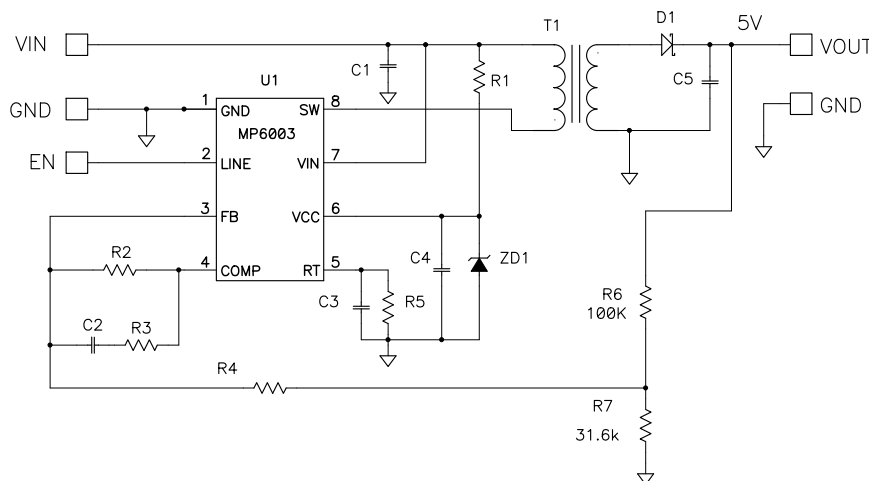 T1
D1
5V
VIN
VOUT
C1
R1
C5
U1
GND
1
GND
SW
8
GND
MP6003
EN
2
LINE
VIN
7
3
FB
VCC
6
R2
4
COMP
RT
5
C4
ZD1
C3
R5
R6
100K
C2
R3
R4
R7
31.6k